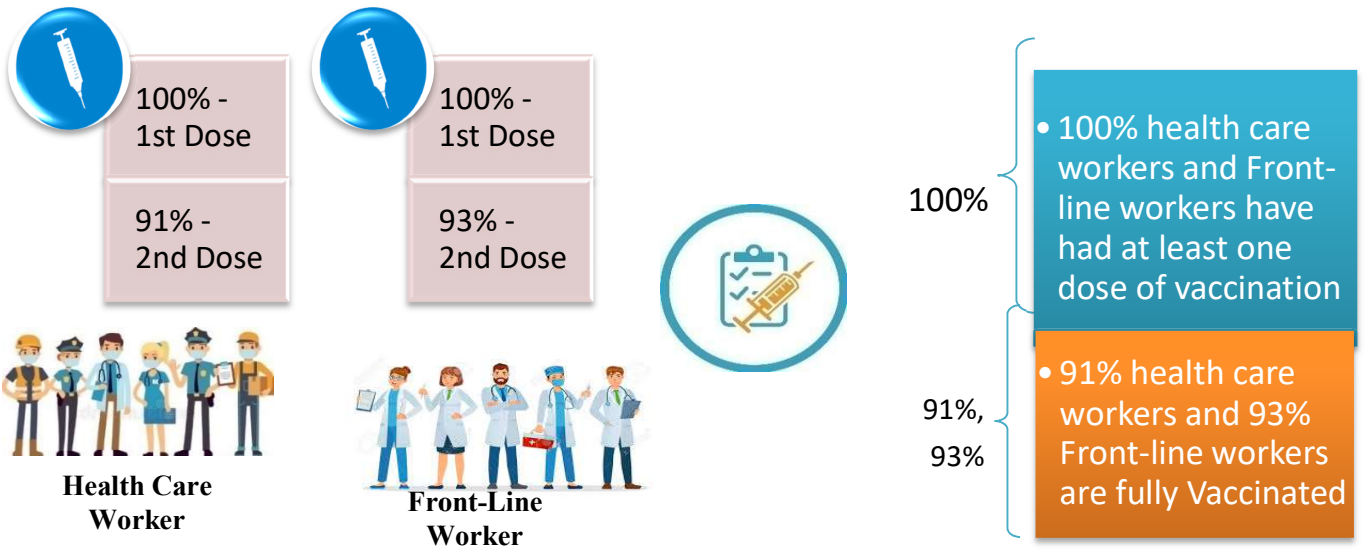 100% -
1st Dose
91% -
2nd Dose
Health Care
Worker
100% -
1st Dose
93% -
2nd Dose
Front-Line
Worker
100%
• 100% health care
workers and Front-
line workers have
had at least one
dose of vaccination
91%,
93%
• 91% health care
workers and 93%
Front-line workers
are fully Vaccinated